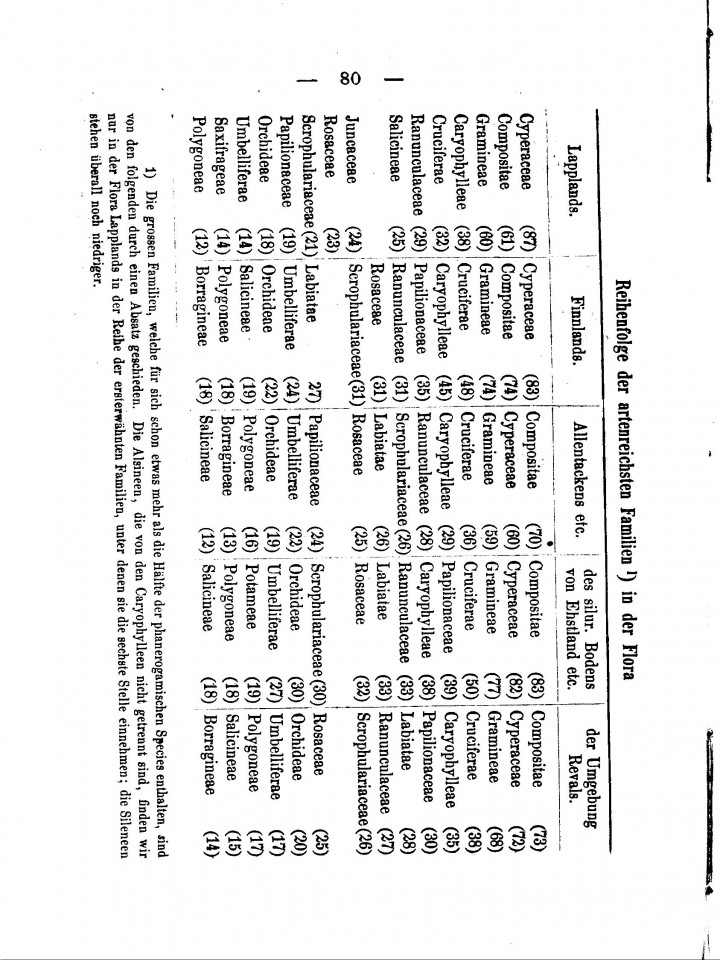 — 80 —
Reihenfolge der artenreichsten Familien ¹) in der Flora
Lapplands. Finnlands. Allentackens etc. des silur. Bodens der Umgebung
von Ehstland etc. Revals.
Cyperaceae (87) Cyperaceae (83) Compositae (70) Compositae (83) Compositae (73)
Compositae (61) Compositae (74) Cyperaceae (60) Cyperaceae (82) Cyperaceae (72)
Gramineae (60) Gramineae (74) Gramineae (59) Gramineae (77) Gramineae (68)
Caryophylleae (38) Cruciferae (48) Cruciferae (36) Cruciferae (50) Cruciferae (38)
Cruciferae (32) Caryophylleae (45) Caryophylleae (29) Papilionaceae (39) Caryophylleae (35)
Ranunculaceae (29) Papilionaceae (35) Ranunculaceae (28) Caryophylleae (38) Papilionaceae (30)
Salicineae (25) Ranunculaceae (31) Scrophulariaceae (26) Ranunculaceae (33) Labiatae (28)
Rosaceae (31) Labiatae (26) Labiatae (33) Ranunculaceae (27)
Juncaceae (24) Scrophulariaceae (31) Rosaceae (25) Rosaceae (32) Scrophulariaceae (26)
Rosaceae (23)
Scrophulariaceae (21) Labiatae 27) Papilionaceae (24) Scrophulariaceae (30) Rosaceae (25)
Papilionaceae (19) Umbelliferae (24) Umbelliferae (22) Orchideae (30) Orchideae (20)
Orchideae (18) Orchideae (22) Orchideae (19) Umbelliferae (27) Umbelliferae (17)
Umbelliferae (14) Salicineae (19) Polygoneae (16) Potameae (19) Polygoneae (17)
Saxifrageae (14) Polygoneae (18) Borragineae (13) Polygoneae (18) Salicineae (15)
Polygoneae (12) Borragineae (18) Salicineae (12) Salicineae (18) Borragineae (14)
1) Die grossen Familien, welche für sich schon etwas mehr als die Hälfte der phanerogamischen Species enthalten, sind
von den folgenden durch einen Absatz geschieden. Die Alsineen, die von den Caryophylleen nicht getrennt sind, finden wir
nur in der Flora Lapplands in der Reihe der ersterwähnten Familien, unter denen sie die sechste Stelle einnehmen; die Sileneen
stehen überall noch niedriger.